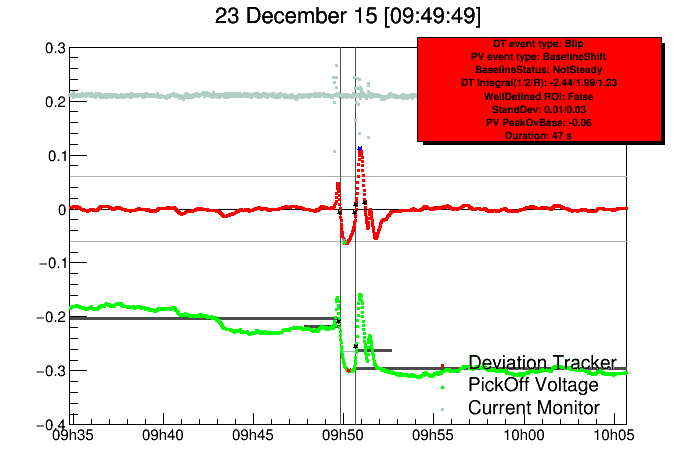 23 December 15 [09:49:49]
DT event type: Blip
PV event type: BaselineShift
BaselineStatus: NotSteady
DT Integral(1/2/R): -2.44/1.99/1.23
WellDefined ROI: False
StandDev: 0.01/0.03
PV PeakOvBase: -0.06
Duration: 47 s
0.3
0.2
0.1
0
−0.1
−0.2
−0.3
−0.4
Deviation Tracker
PickOff Voltage
Current Monitor
09h35 09h40 09h45 09h50 09h55 10h00 10h05